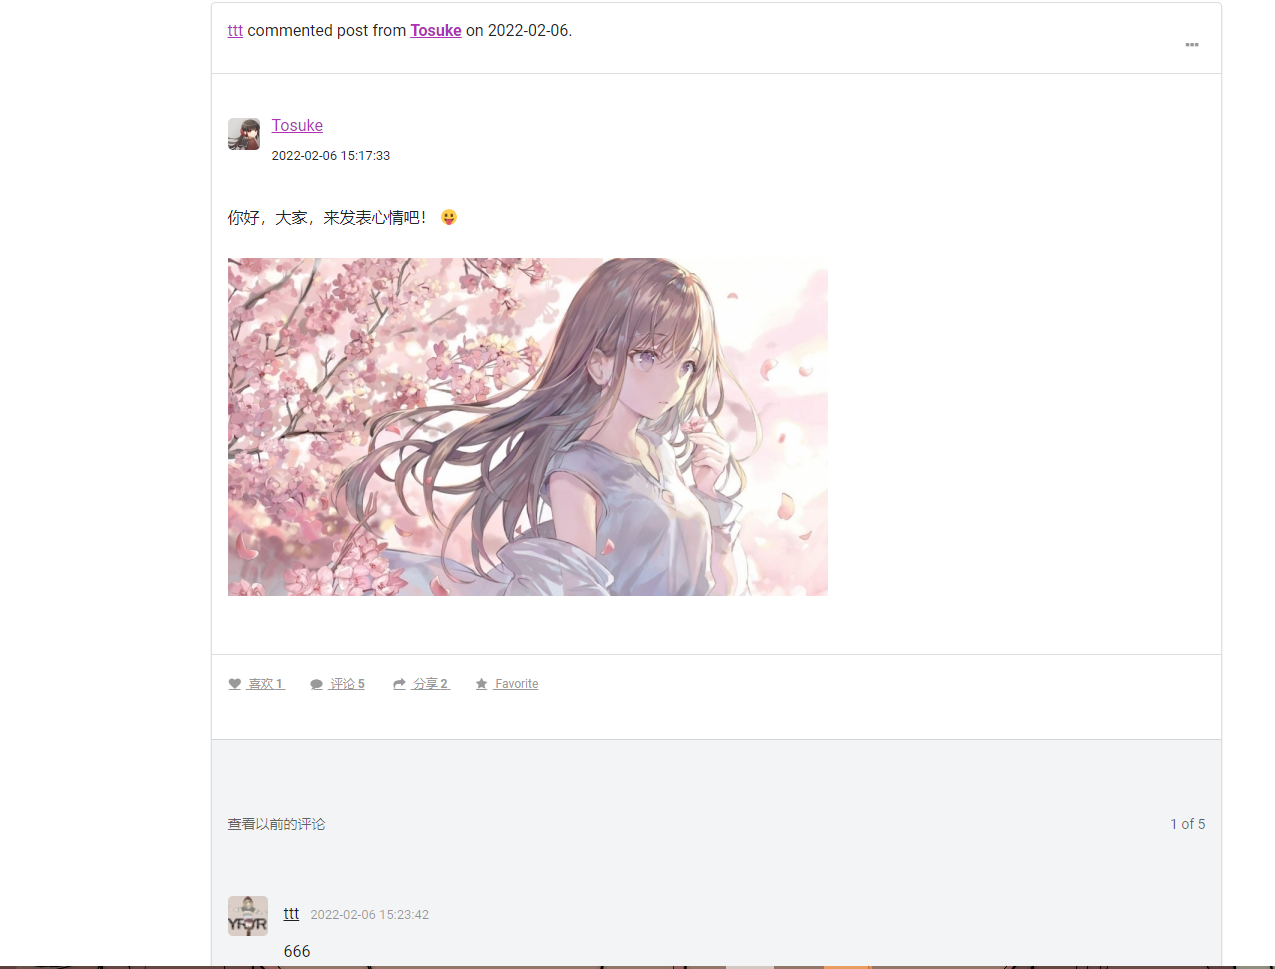 ttt commented post from Tosuke on 2022-02-06.
Tosuke
2022-02-06 15:17:33
你好，大家，来发表心情吧！ 😛
喜欢 1 评论 5 分享 2 Favorite
查看以前的评论 1 of 5
ttt 2022-02-06 15:23:42
666